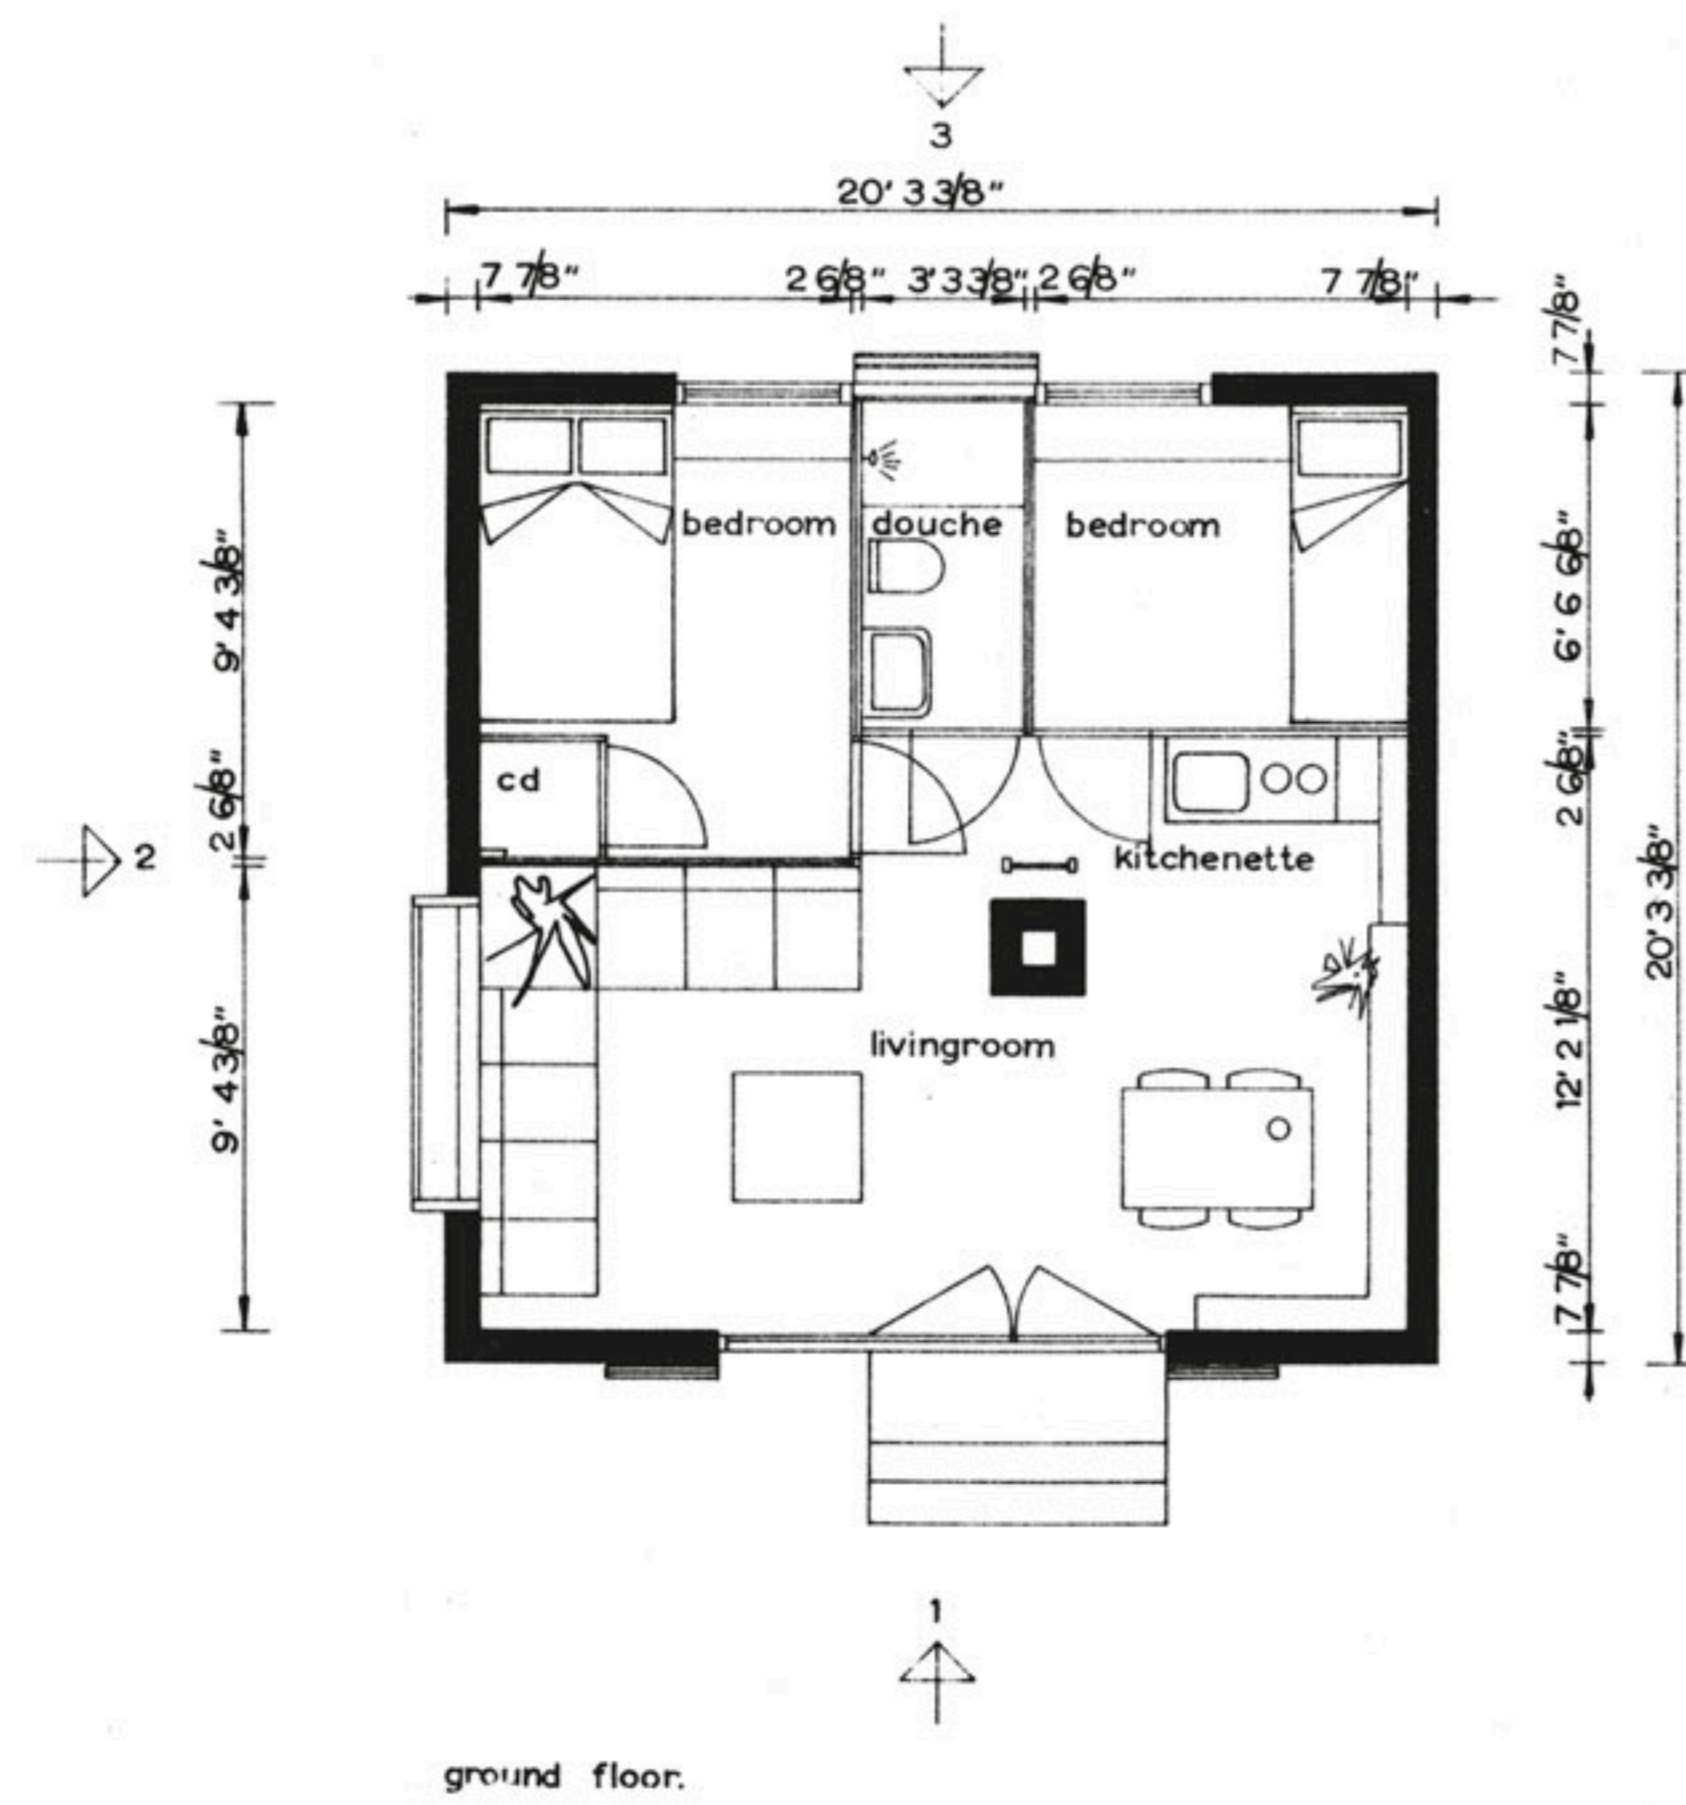 3
20' 3 3/8"
7 7/8" 2 6/8" 3' 3 3/8" 2 6/8" 7 7/8"
7 7/8"
9' 4 3/8"
bedroom douche bedroom
6' 6 6/8"
2 6/8"
cd
2 6/8"
2
kitchenette
20' 3 3/8"
12' 2 1/8"
9' 4 3/8"
livingroom
7 7/8"
1
ground floor.